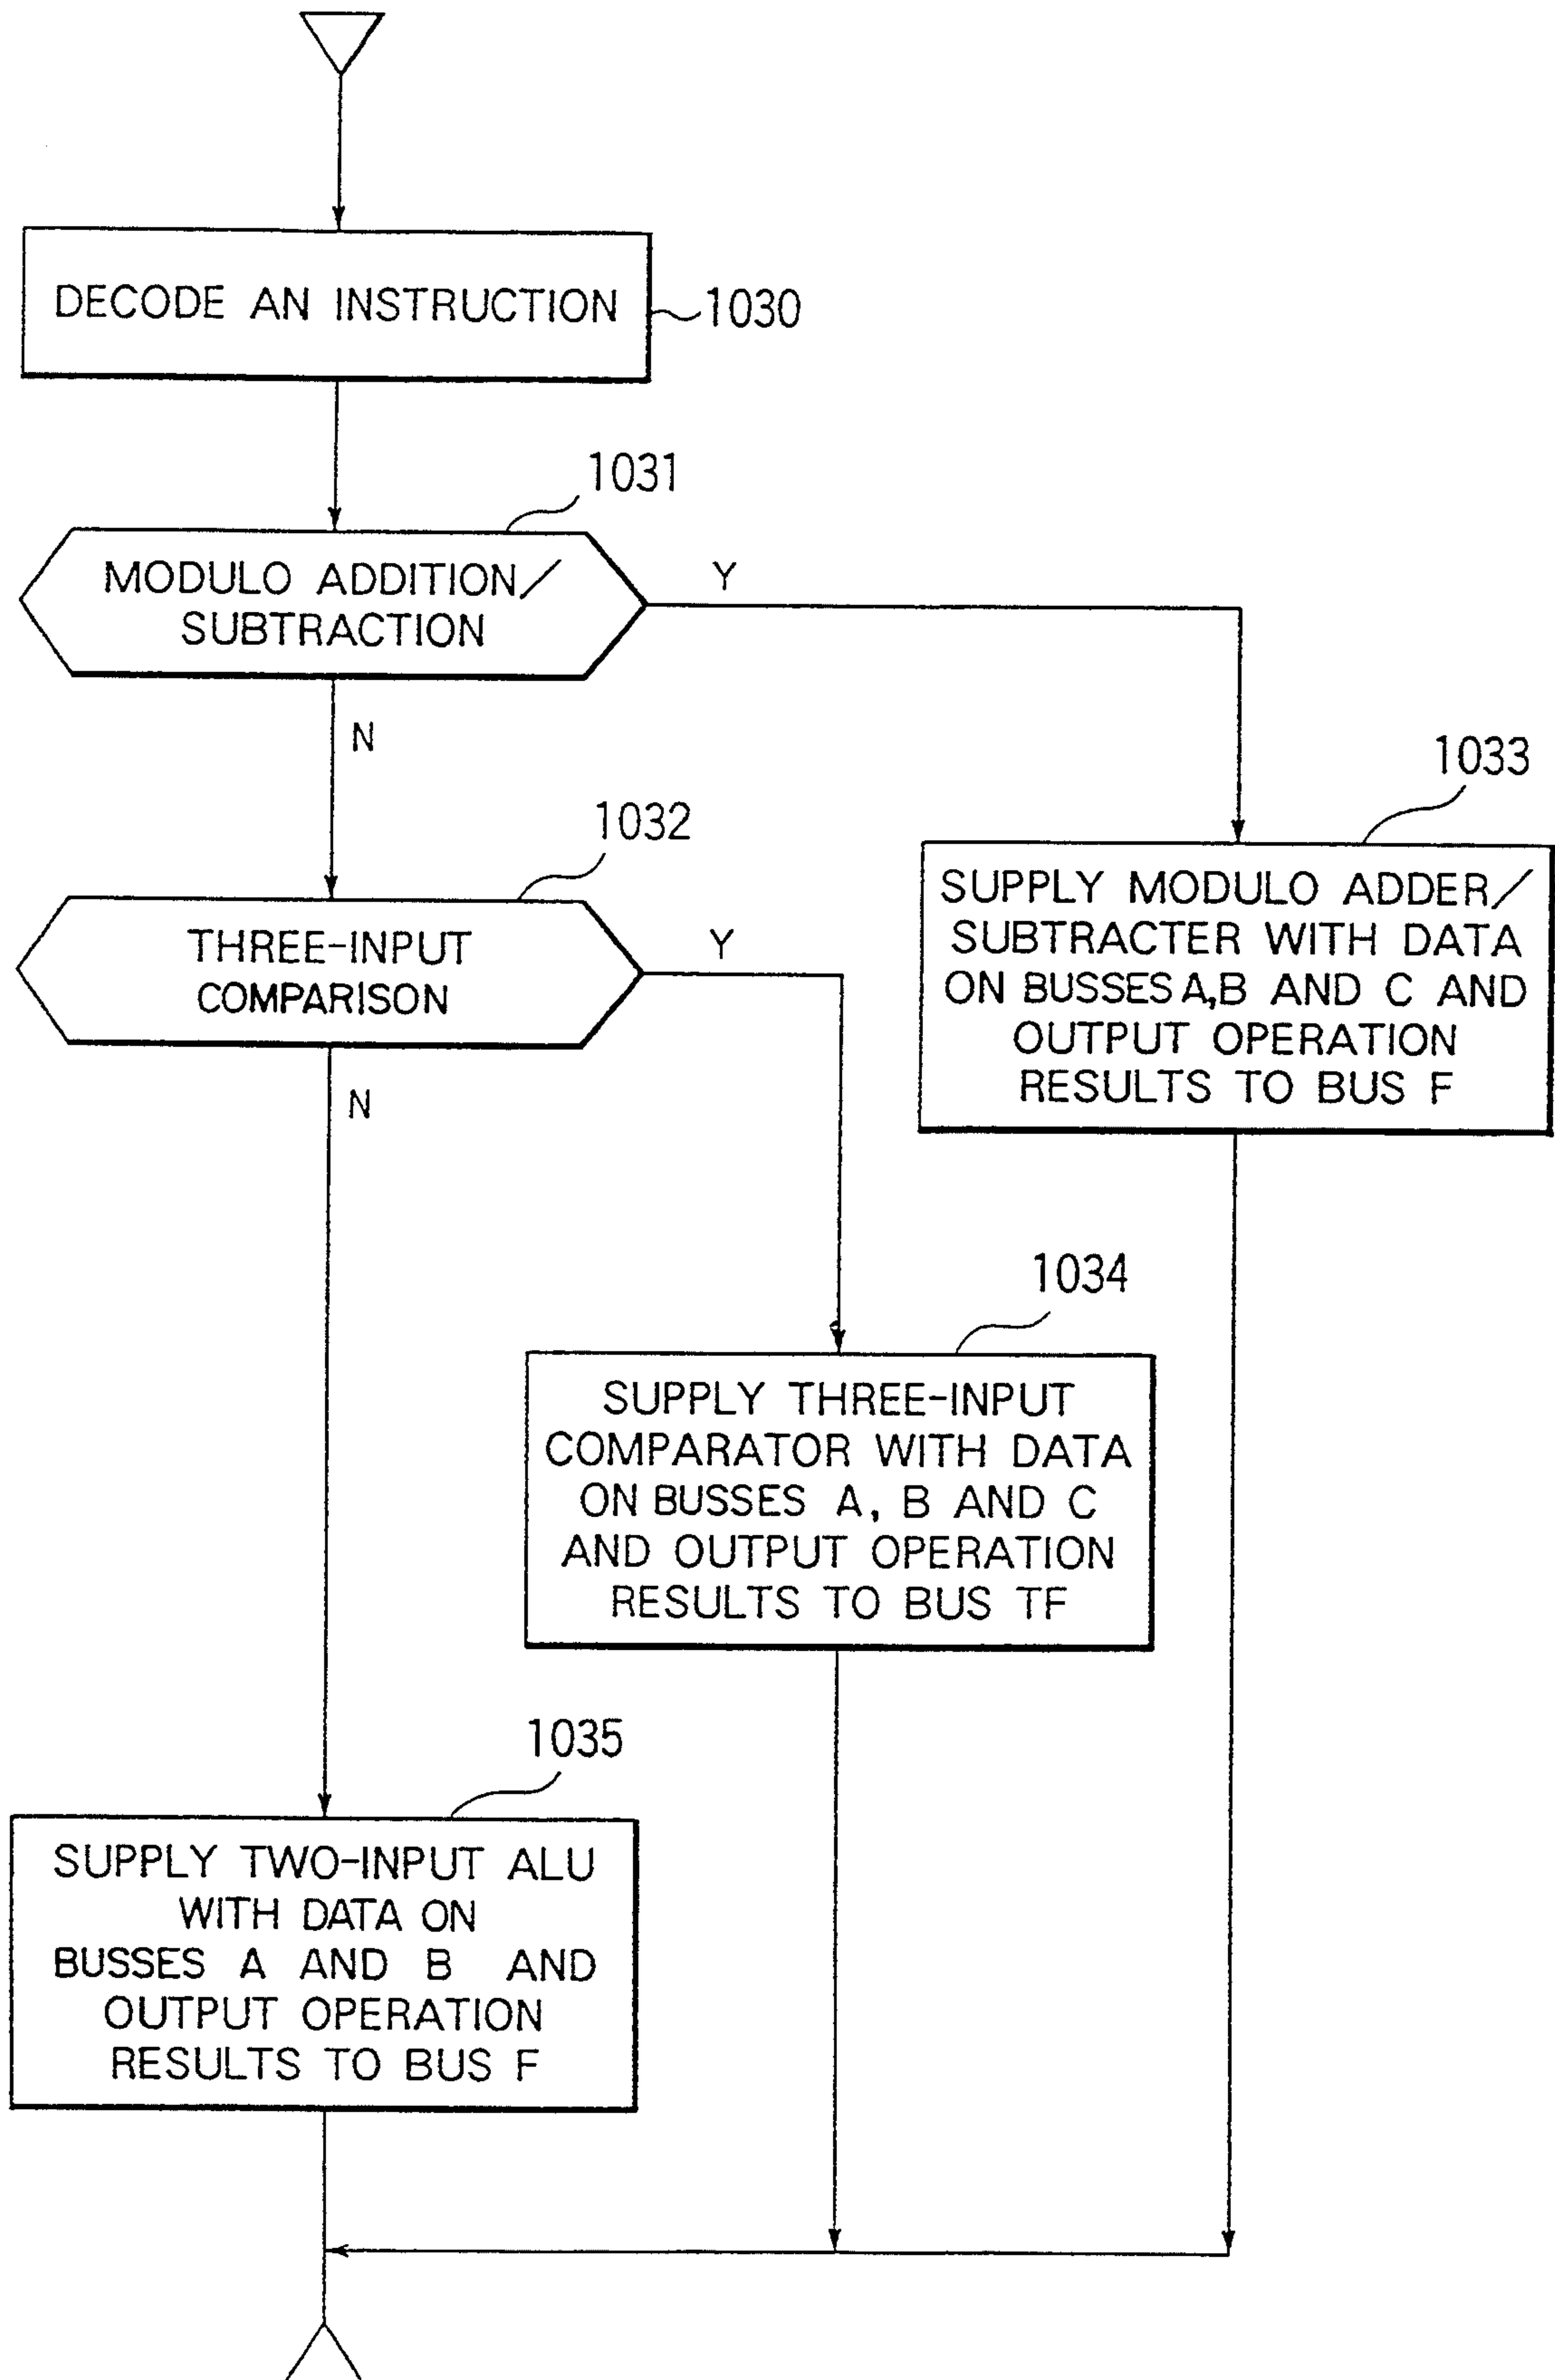 DECODE AN INSTRUCTION
1030
1031
MODULO ADDITION/
SUBTRACTION
Y
N
1032
THREE-INPUT
COMPARISON
Y
N
1033
SUPPLY MODULO ADDER/
SUBTRACTER WITH DATA
ON BUSSES A,B AND C AND
OUTPUT OPERATION
RESULTS TO BUS F
1034
SUPPLY THREE-INPUT
COMPARATOR WITH DATA
ON BUSSES A, B AND C
AND OUTPUT OPERATION
RESULTS TO BUS TF
1035
SUPPLY TWO-INPUT ALU
WITH DATA ON
BUSSES A AND B AND
OUTPUT OPERATION
RESULTS TO BUS F